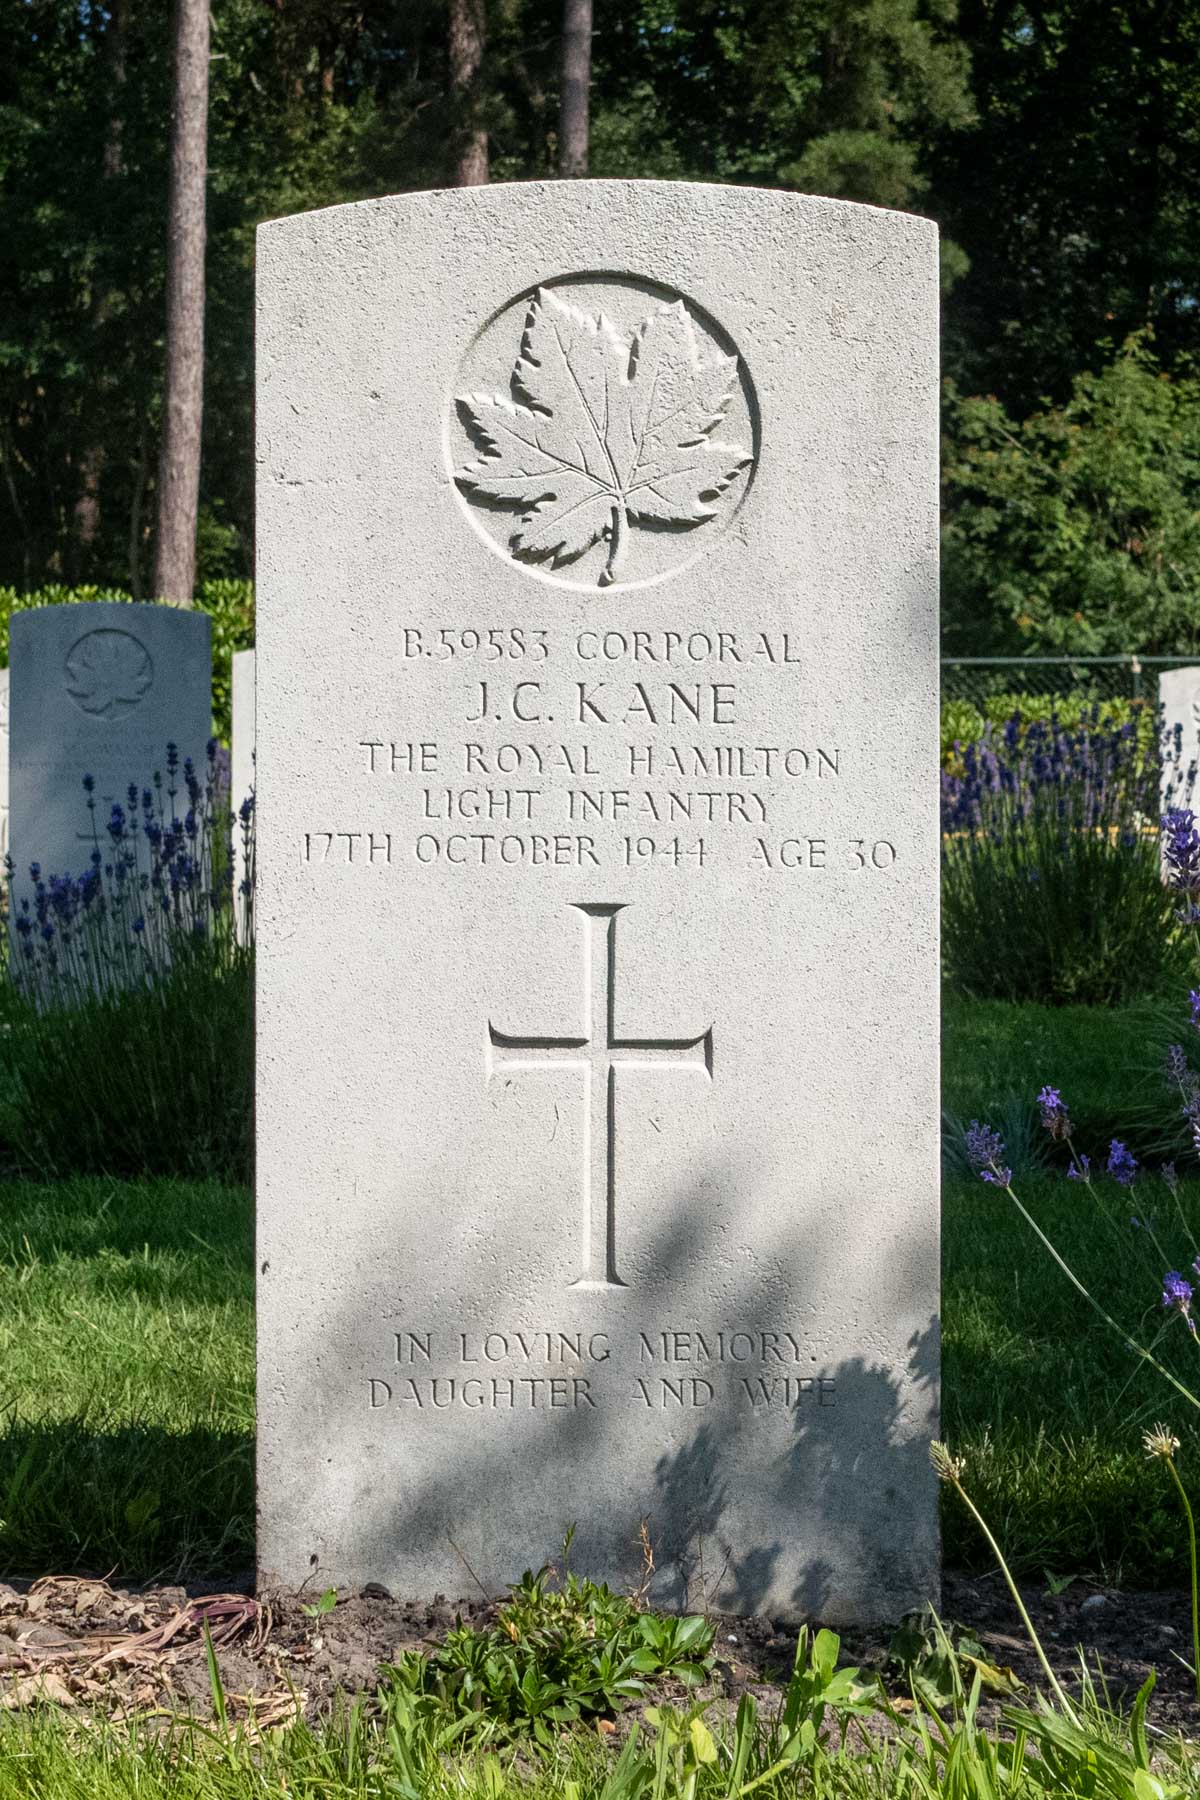 B.59583 CORPORAL
J.C. KANE
THE ROYAL HAMILTON
LIGHT INFANTRY
17TH OCTOBER 1944 AGE 30
IN LOVING MEMORY.
DAUGHTER AND WIFE